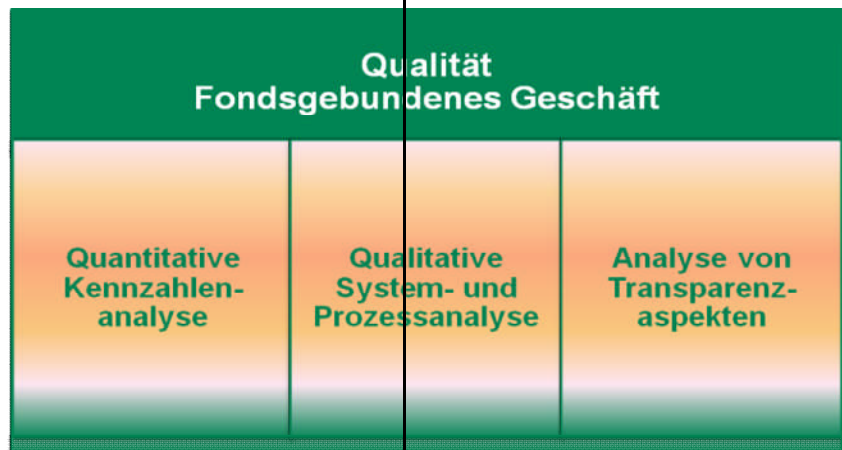 Qualität
Fondsgebundenes Geschäft
Quantitative
Kennzahlen-
analyse
Qualitative
System- und
Prozessanalyse
Analyse von
Transparenz-
aspekten